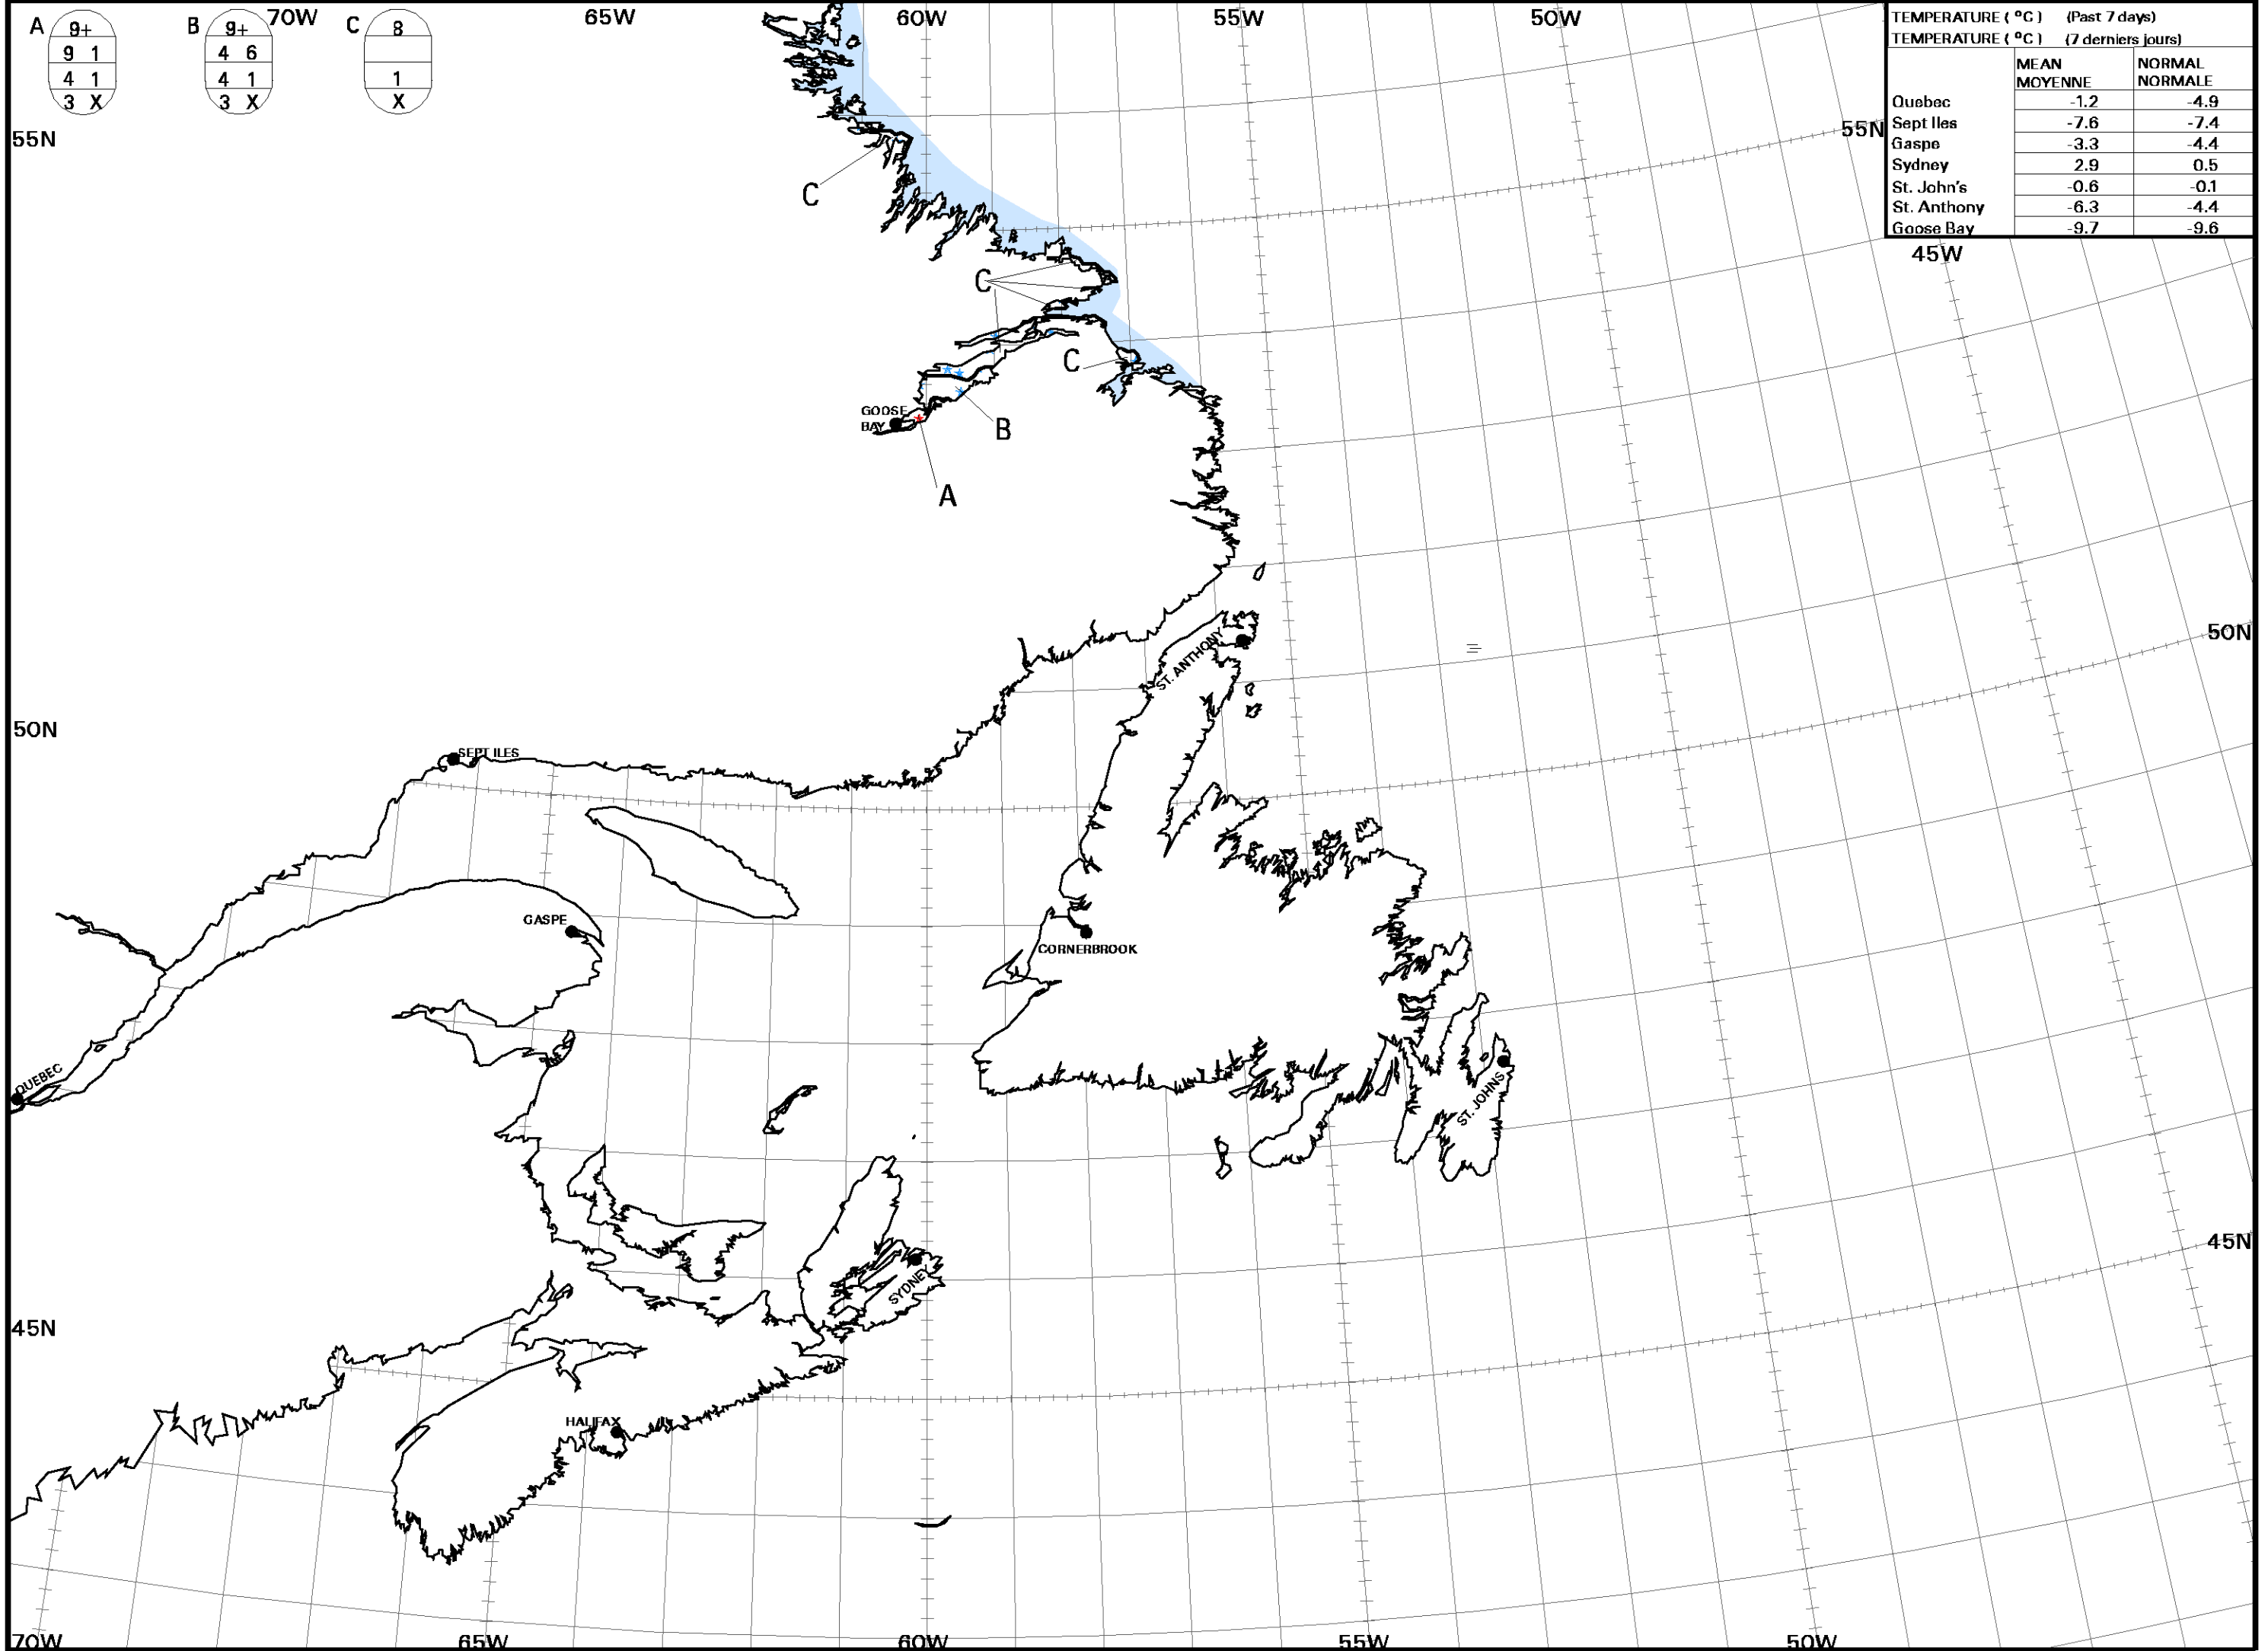 70W 65W 60W 55W 50W
A 9+
9 1
4 1
3 X
B 9+
4 6
4 1
3 X
C 8
1
X
TEMPERATURE ( °C ) (Past 7 days)
TEMPERATURE ( °C ) (7 derniers jours)
MEAN NORMAL
MOYENNE NORMALE
Quebec -1.2 -4.9
Sept Iles -7.6 -7.4
Gaspe -3.3 -4.4
Sydney 2.9 0.5
St. John's -0.6 -0.1
St. Anthony -6.3 -4.4
Goose Bay -9.7 -9.6
55N
55N
C
45W
C
C
GOOSE
BAY
B
A
50N
ST. ANTHONY
50N
SEPT ILES
GASPE
CORNERBROOK
QUEBEC
ST. JOHNS
45N
SYDNEY
45N
HALIFAX
70W 65W 60W 55W 50W